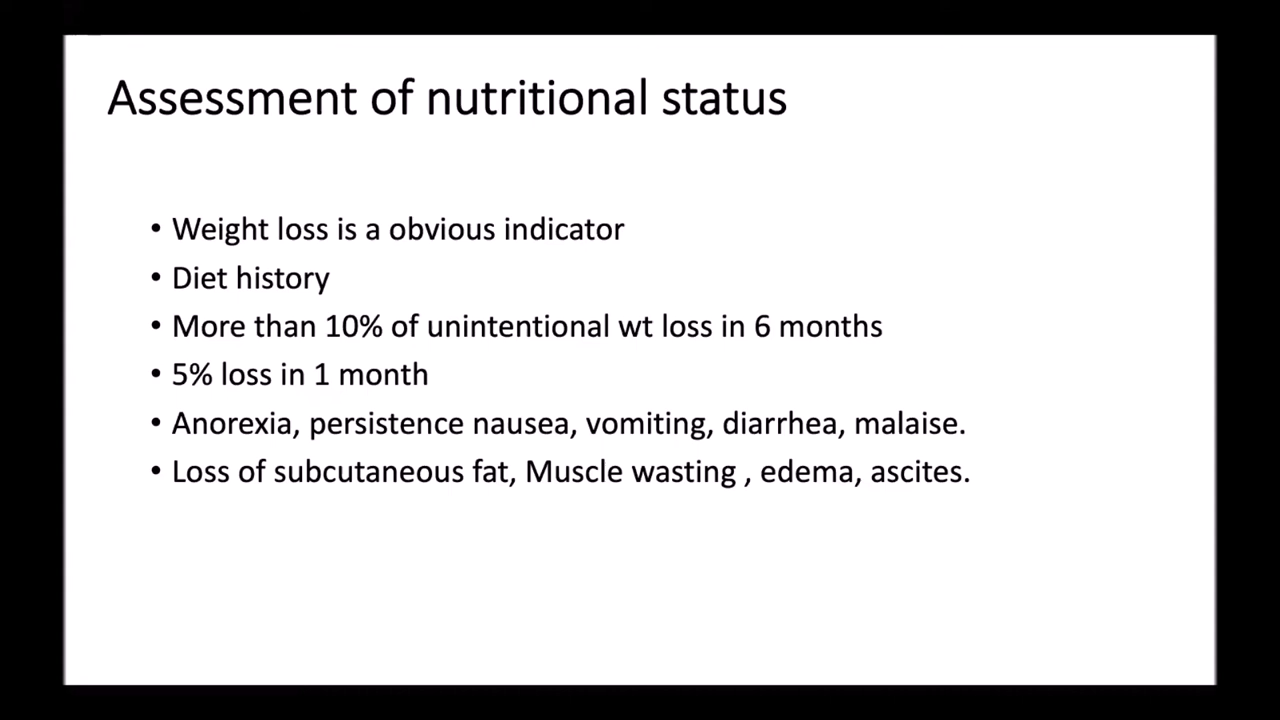 Assessment of nutritional status
• Weight loss is a obvious indicator
• Diet history
• More than 10% of unintentional wt loss in 6 months
• 5% loss in 1 month
• Anorexia, persistence nausea, vomiting, diarrhea, malaise.
• Loss of subcutaneous fat, Muscle wasting , edema, ascites.